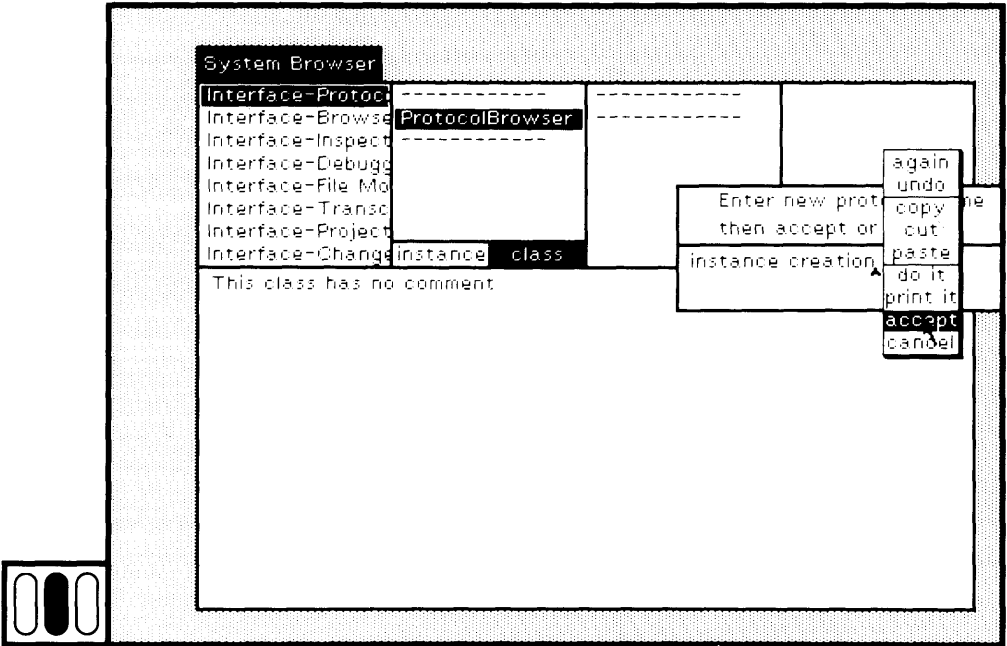 System Browser
Interface-Protoc
Interface-Browse
Interface-Inspect
Interface-Debugg
Interface-File Mo
Interface-Transc
Interface-Project
Interface-Change
------------
ProtocolBrowser
------------
instance
class
------------
------------
Enter new prot me
then accept or
instance creation
again
undo
copy
cut
paste
do it
print it
accept
cancel
This class has no comment